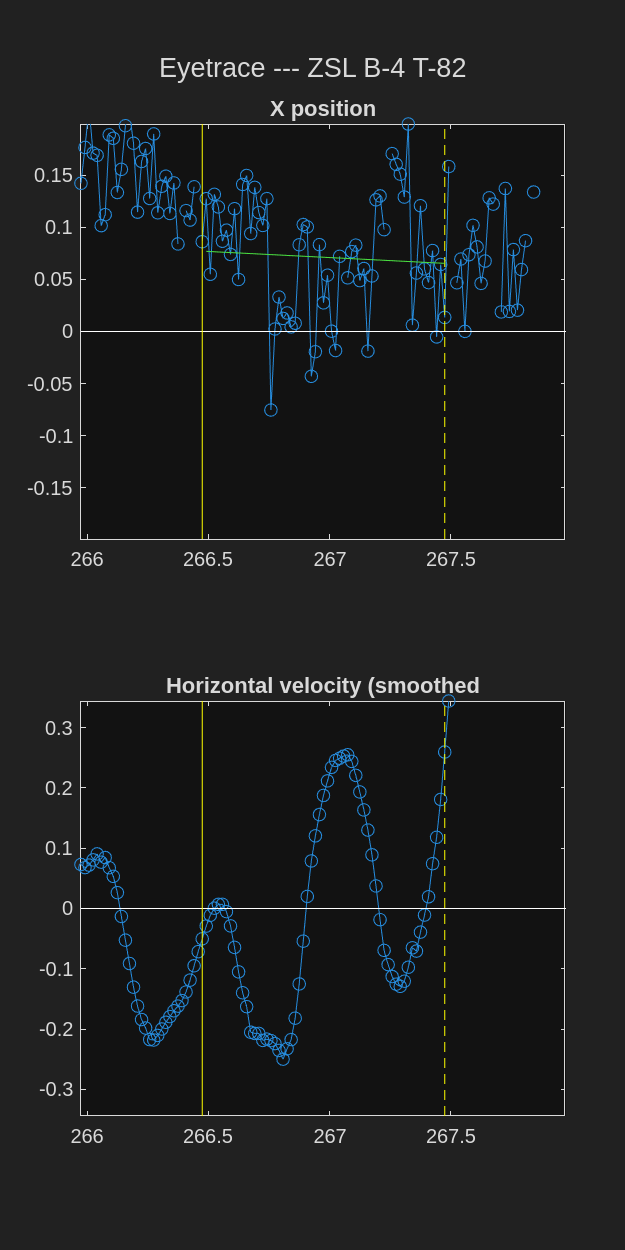 Eyetrace --- ZSL B-4 T-82
X position
0.15
0.1
0.05
0
-0.05
-0.1
-0.15
266 266.5 267 267.5
Horizontal velocity (smoothed
0.3
0.2
0.1
0
-0.1
-0.2
-0.3
266 266.5 267 267.5